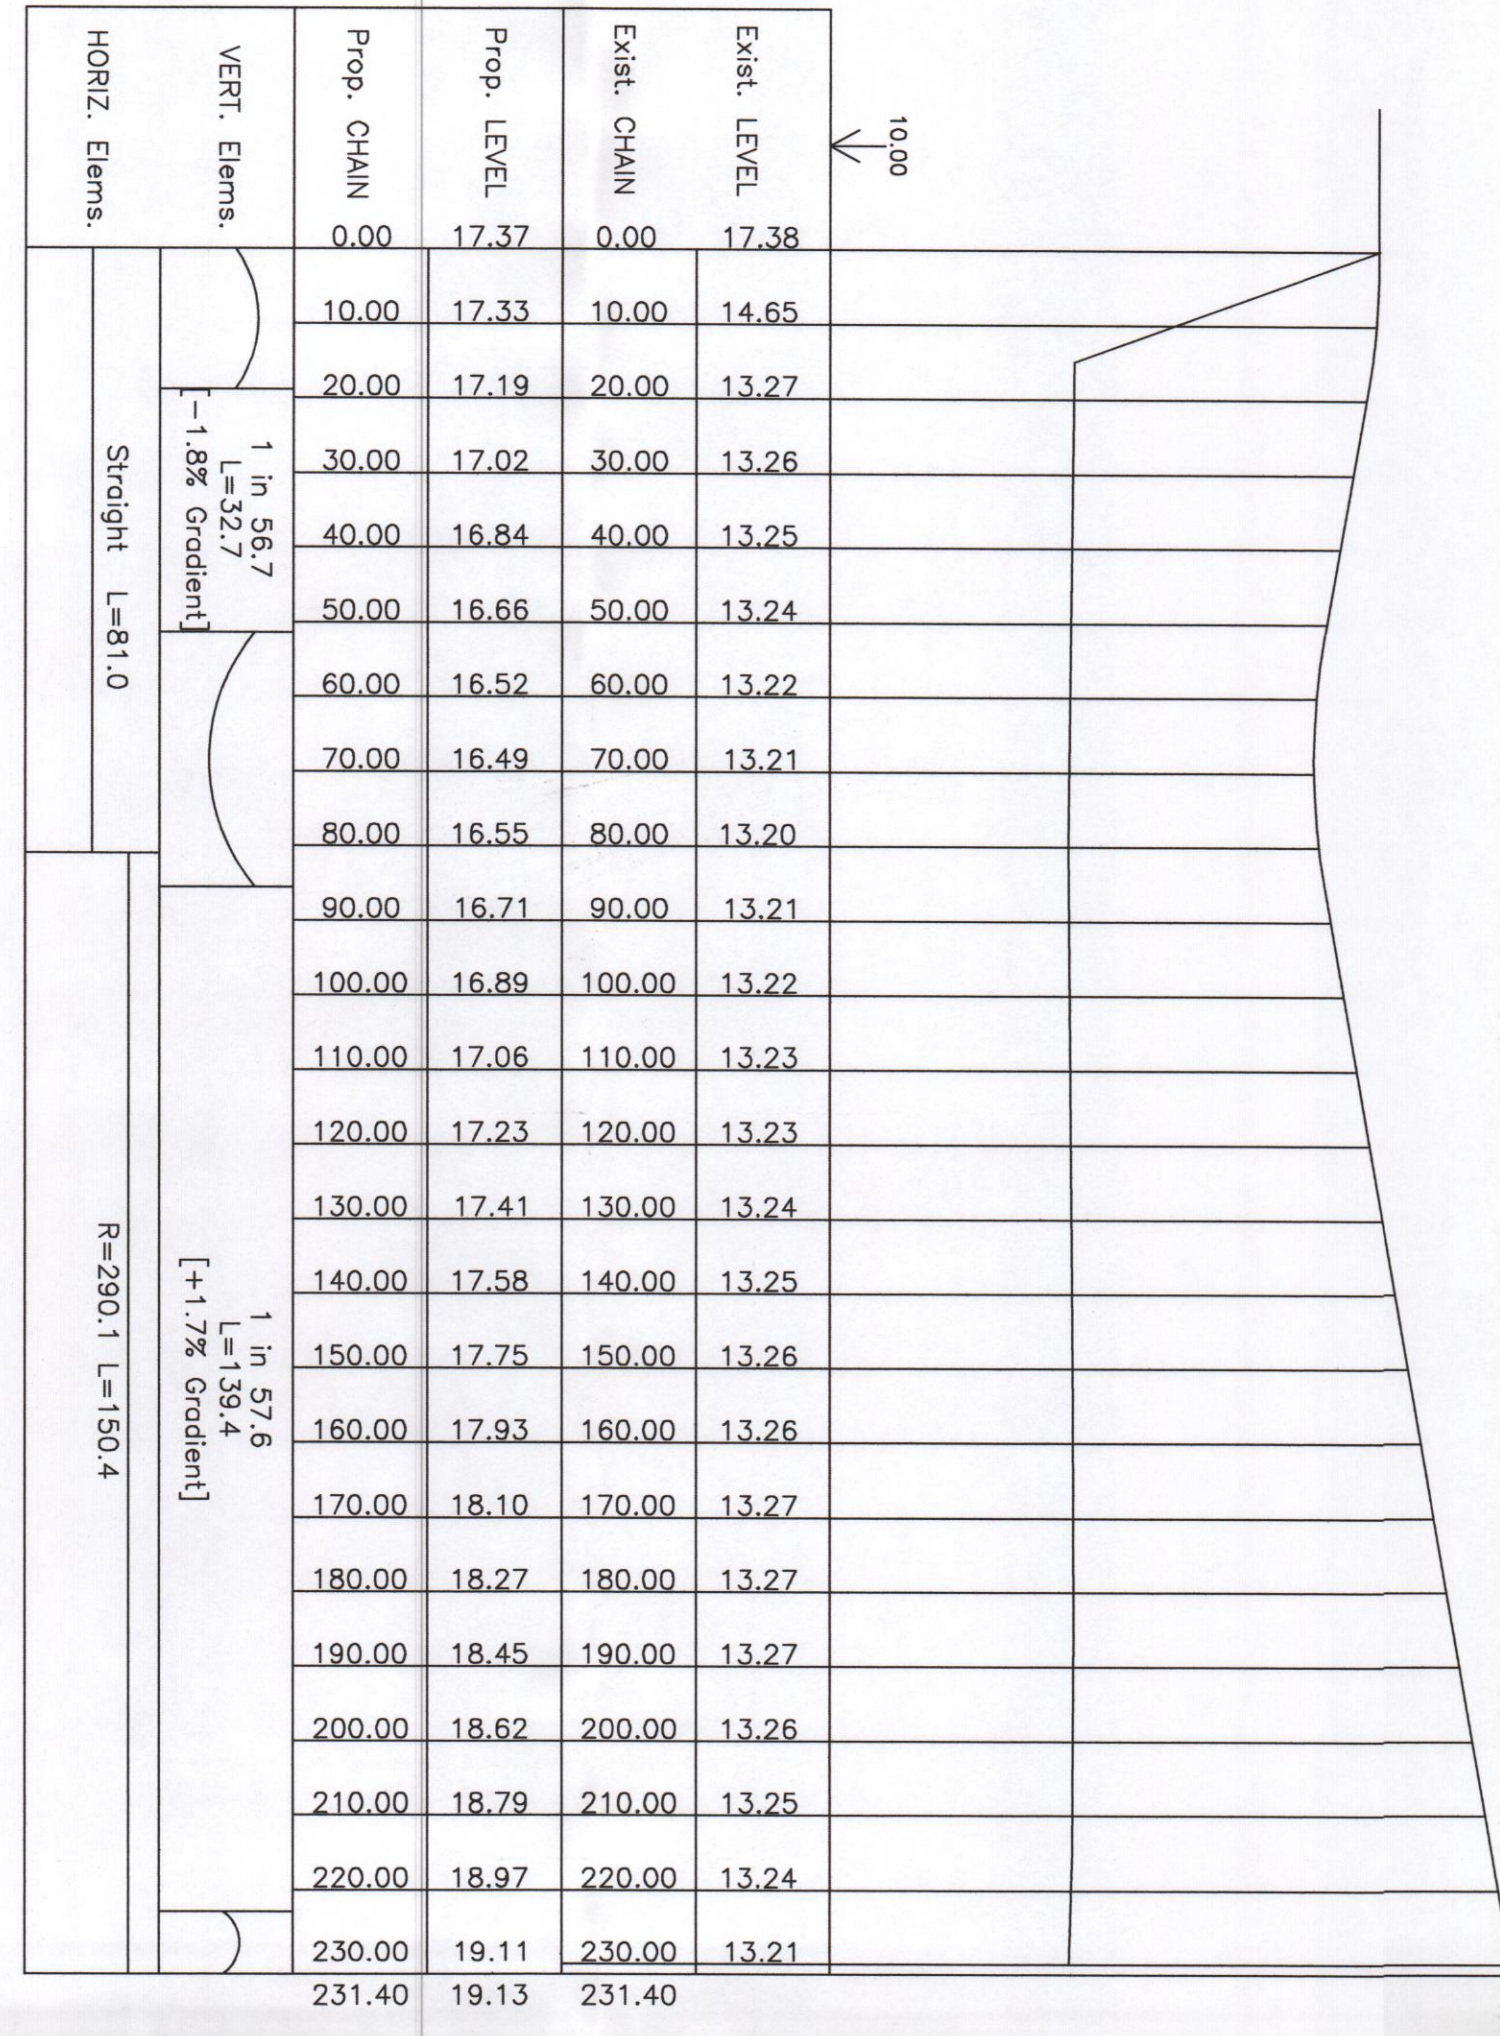 HORIZ. Elems.
VERT. Elems.
Prop. CHAIN
Prop. LEVEL
Exist. CHAIN
Exist. LEVEL
10.00
0.00 17.37 0.00 17.38
10.00 17.33 10.00 14.65
20.00 17.19 20.00 13.27
30.00 17.02 30.00 13.26
40.00 16.84 40.00 13.25
50.00 16.66 50.00 13.24
60.00 16.52 60.00 13.22
70.00 16.49 70.00 13.21
80.00 16.55 80.00 13.20
90.00 16.71 90.00 13.21
100.00 16.89 100.00 13.22
110.00 17.06 110.00 13.23
120.00 17.23 120.00 13.23
130.00 17.41 130.00 13.24
140.00 17.58 140.00 13.25
150.00 17.75 150.00 13.26
160.00 17.93 160.00 13.26
170.00 18.10 170.00 13.27
180.00 18.27 180.00 13.27
190.00 18.45 190.00 13.27
200.00 18.62 200.00 13.26
210.00 18.79 210.00 13.25
220.00 18.97 220.00 13.24
230.00 19.11 230.00 13.21
231.40 19.13 231.40
1 in 56.7
L=32.7
[-1.8% Gradient]
1 in 57.6
L=139.4
[+1.7% Gradient]
Straight L=81.0
R=290.1 L=150.4